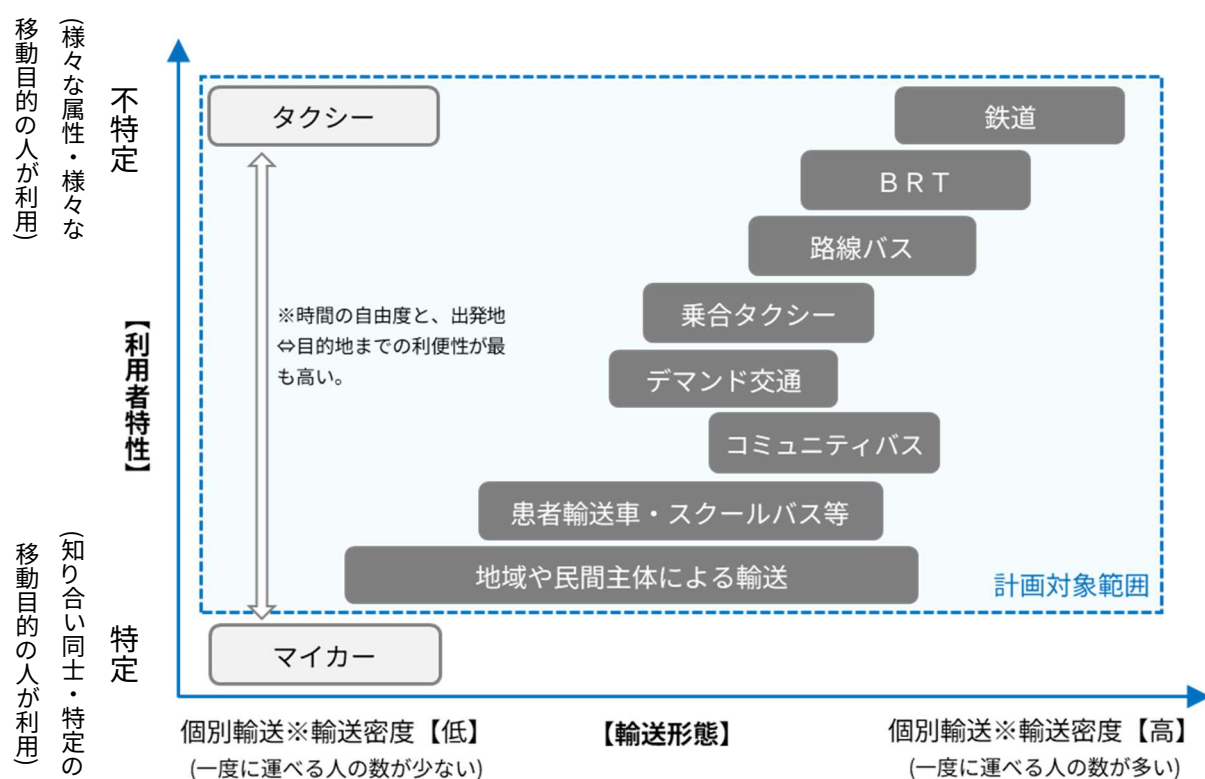 不特定
(様々な属性・様々な
移動目的の人が利用)
【利用者特性】
特定
(知り合い同士・特定の
移動目的の人が利用)
タクシー
鉄道
ＢＲＴ
路線バス
乗合タクシー
※時間の自由度と、出発地
⇔目的地までの利便性が最
も高い。
デマンド交通
コミュニティバス
患者輸送車・スクールバス等
地域や民間主体による輸送
計画対象範囲
マイカー
個別輸送※輸送密度【低】
(一度に運べる人の数が少ない)
【輸送形態】
個別輸送※輸送密度【高】
(一度に運べる人の数が多い)